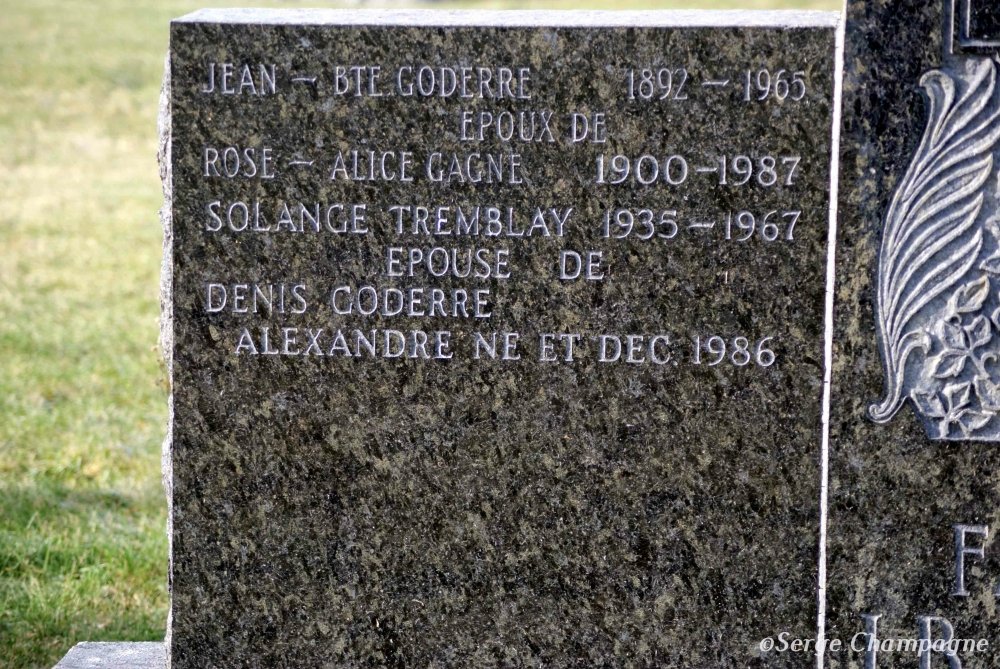 JEAN – BTE. GODERRE 1892 – 1965
EPOUX DE
ROSE – ALICE GAGNE 1900 – 1987
SOLANGE TREMBLAY 1935 – 1967
EPOUSE DE
DENIS GODERRE
ALEXANDRE NE ET DEC. 1986
F
©Serge Champagne